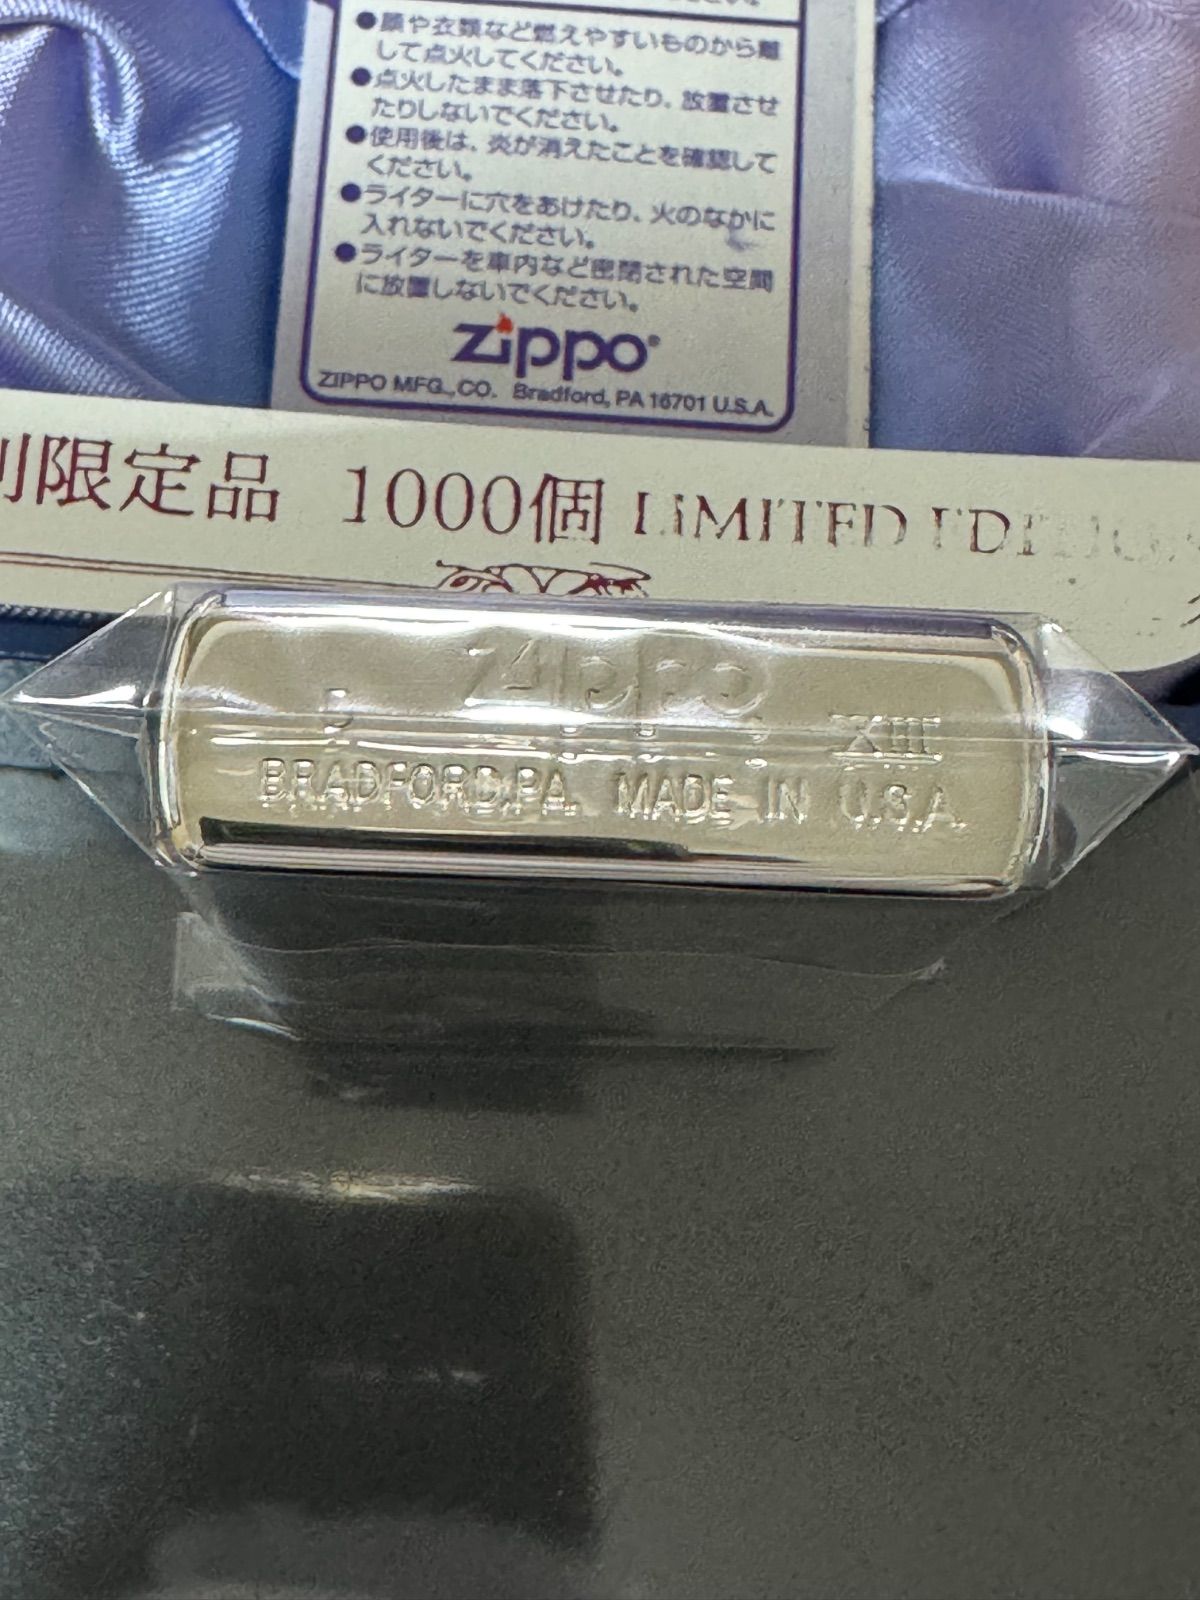 ●顔や衣類など燃えやすいものから離
して点火してください。
●点火したまま落下させたり、放置させ
たりしないでください。
●使用後は、炎が消えたことを確認して
ください。
●ライターに穴をあけたり、火のなかに
入れないでください。
●ライターを車内など密閉された空間
に放置しないでください。
Zippo®
ZIPPO MFG., CO. Bradford, PA 16701 U.S.A.
別限定品 1000個 LiMITED EDITION
Zippo
D XIII
BRADFORD,PA. MADE IN U.S.A.